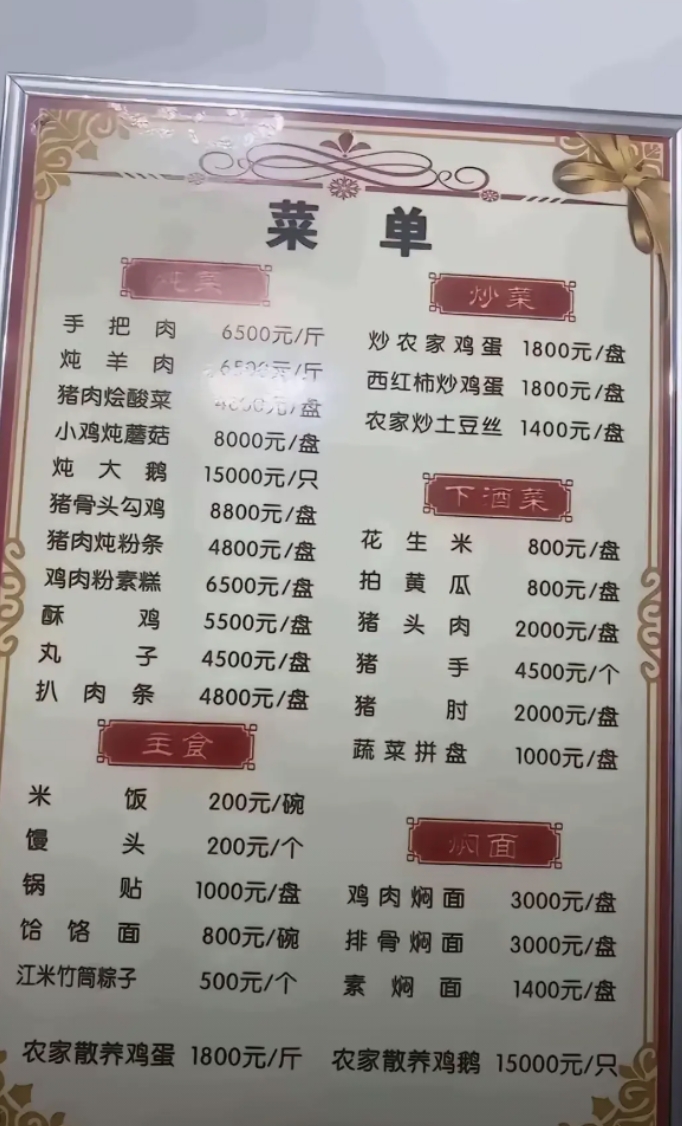 菜 单
炖菜
手把肉 6500元/斤
炖羊肉 6500元/斤
猪肉烩酸菜 4800元/盘
小鸡炖蘑菇 8000元/盘
炖大鹅 15000元/只
猪骨头勾鸡 8800元/盘
猪肉炖粉条 4800元/盘
鸡肉粉素糕 6500元/盘
酥鸡 5500元/盘
丸子 4500元/盘
扒肉条 4800元/盘
主食
米饭 200元/碗
馒头 200元/个
锅贴 1000元/盘
饸饹面 800元/碗
江米竹筒粽子 500元/个
炒菜
炒农家鸡蛋 1800元/盘
西红柿炒鸡蛋 1800元/盘
农家炒土豆丝 1400元/盘
下酒菜
花生米 800元/盘
拍黄瓜 800元/盘
猪头肉 2000元/盘
猪手 4500元/个
猪肘 2000元/盘
蔬菜拼盘 1000元/盘
焖面
鸡肉焖面 3000元/盘
排骨焖面 3000元/盘
素焖面 1400元/盘
农家散养鸡蛋 1800元/斤
农家散养鸡鹅 15000元/只